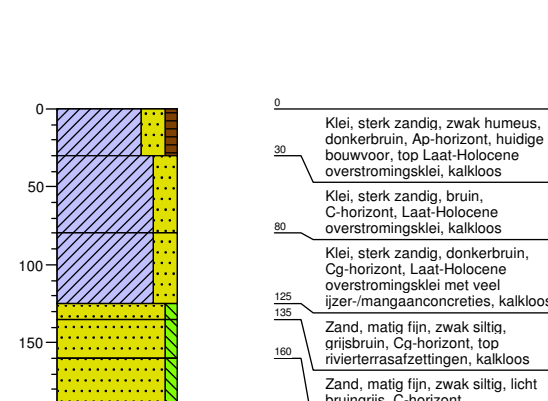 0
50
100
150
0
Klei, sterk zandig, zwak humeus,
donkerbruin, Ap-horizont, huidige
bouwvoor, top Laat-Holocene
overstromingsklei, kalkloos
30
Klei, sterk zandig, bruin,
C-horizont, Laat-Holocene
overstromingsklei, kalkloos
80
Klei, sterk zandig, donkerbruin,
Cg-horizont, Laat-Holocene
overstromingsklei met veel
ijzer-/mangaanconcreties, kalkloos
125
135
Zand, matig fijn, zwak siltig,
grijsbruin, Cg-horizont, top
rivierterrasafzettingen, kalkloos
160
Zand, matig fijn, zwak siltig, licht
bruingrijs, C-horizont